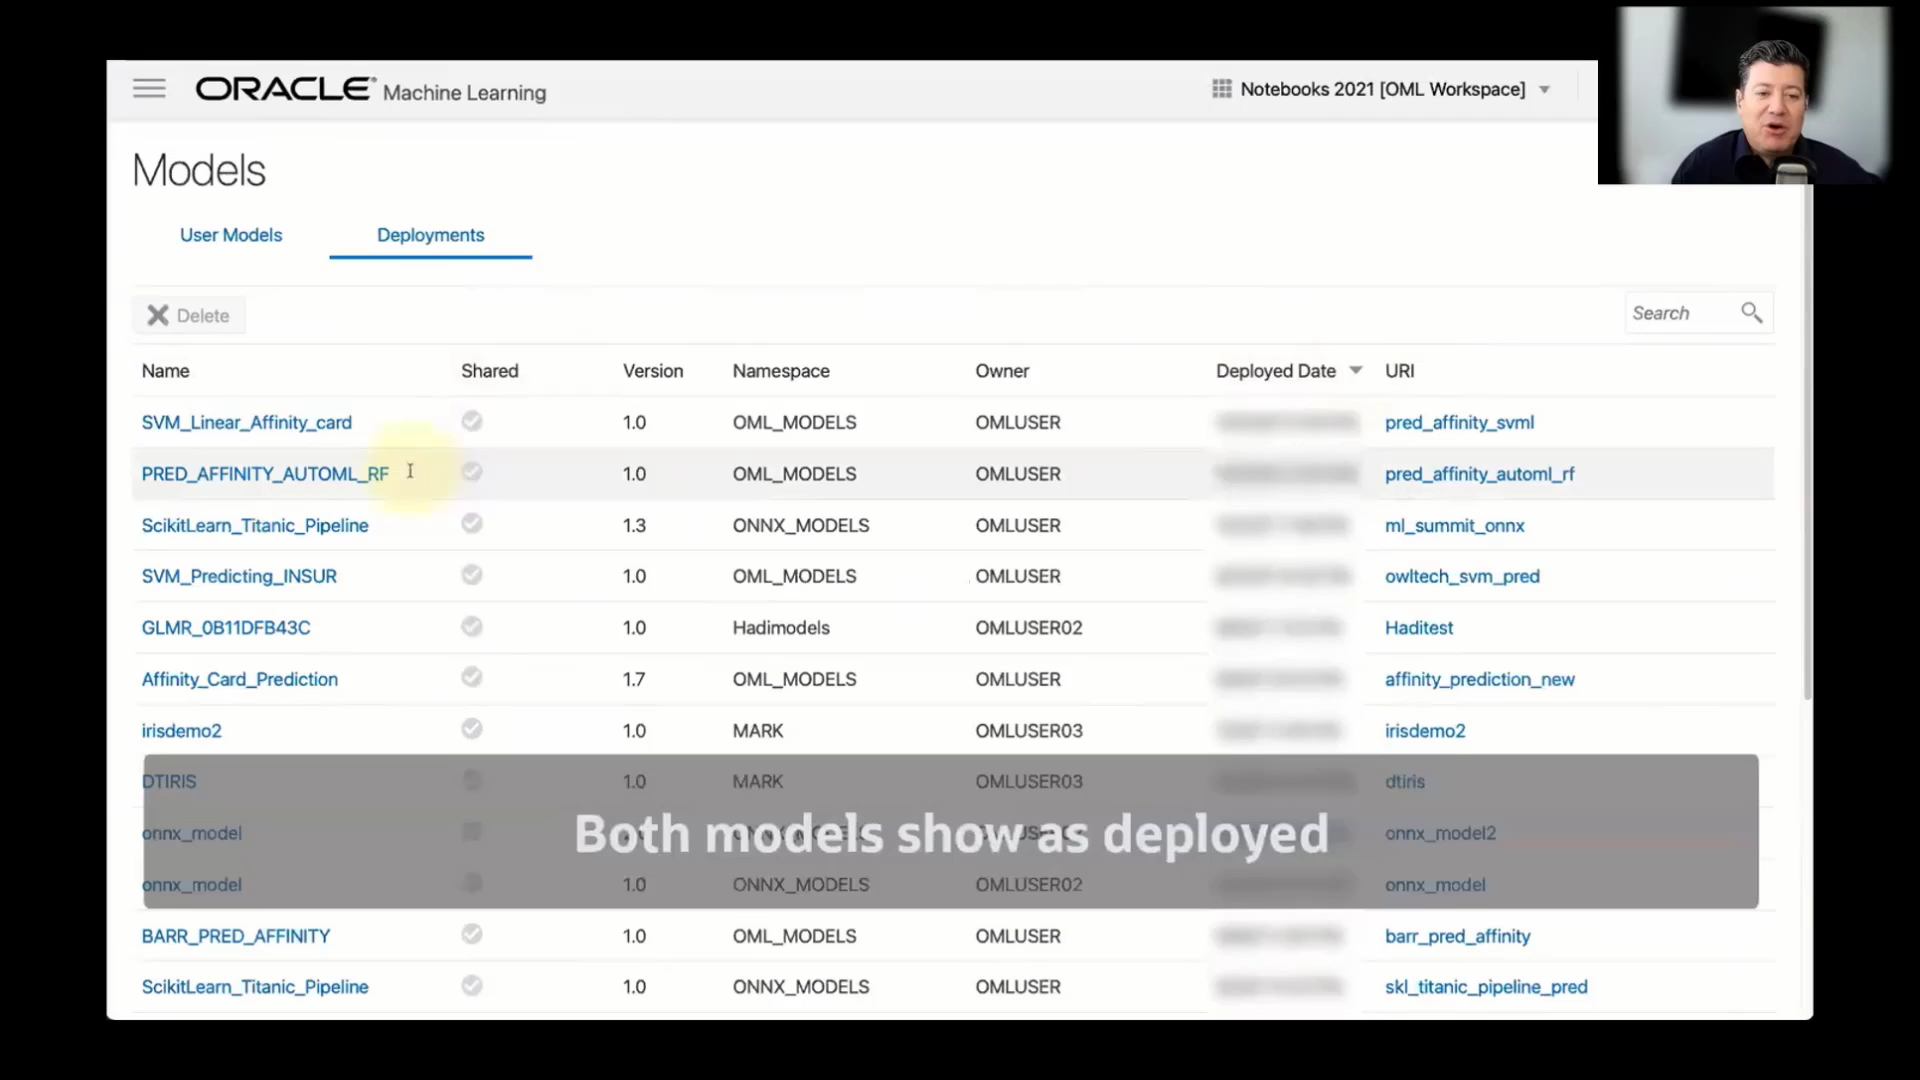 ORACLE Machine Learning
Notebooks 2021 [OML Workspace]
Models
User Models Deployments
Delete
Search
Name Shared Version Namespace Owner Deployed Date URI
SVM_Linear_Affinity_card 1.0 OML_MODELS OMLUSER pred_affinity_svml
PRED_AFFINITY_AUTOML_RF 1.0 OML_MODELS OMLUSER pred_affinity_automl_rf
ScikitLearn_Titanic_Pipeline 1.3 ONNX_MODELS OMLUSER ml_summit_onnx
SVM_Predicting_INSUR 1.0 OML_MODELS OMLUSER owltech_svm_pred
GLMR_0B11DFB43C 1.0 Hadimodels OMLUSER02 Haditest
Affinity_Card_Prediction 1.7 OML_MODELS OMLUSER affinity_prediction_new
irisdemo2 1.0 MARK OMLUSER03 irisdemo2
DTIRIS 1.0 MARK OMLUSER03 dtiris
onnx_model onnx_model2
Both models show as deployed
onnx_model 1.0 ONNX_MODELS OMLUSER02 onnx_model
BARR_PRED_AFFINITY 1.0 OML_MODELS OMLUSER barr_pred_affinity
ScikitLearn_Titanic_Pipeline 1.0 ONNX_MODELS OMLUSER skl_titanic_pipeline_pred